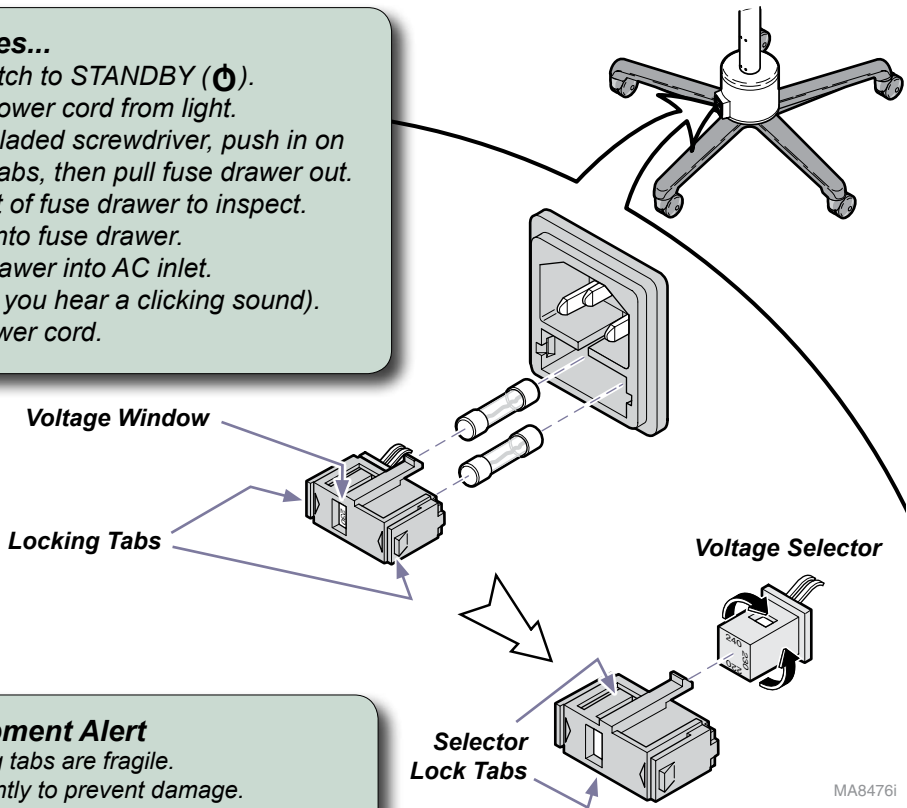 es...
tch to STANDBY ( ).
ower cord from light.
laded screwdriver, push in on
abs, then pull fuse drawer out.
t of fuse drawer to inspect.
nto fuse drawer.
awer into AC inlet.
you hear a clicking sound).
wer cord.
Voltage Window
Locking Tabs
Voltage Selector
240
230
220
pment Alert
g tabs are fragile.
ntly to prevent damage.
Selector
Lock Tabs
MA8476i